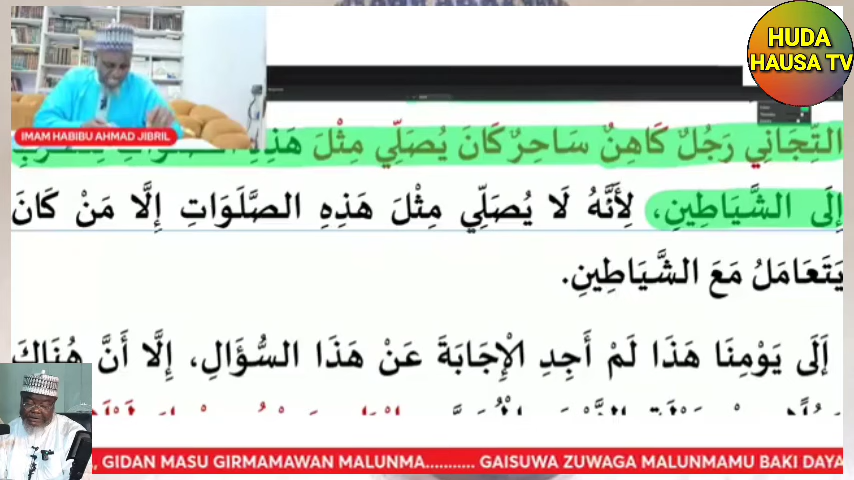 HUDA
HAUSA TV
IMAM HABIBU AHMAD JIBRIL
التِّجَانِي رَجُلٌ كَاهِنٌ سَاحِرٌ كَانَ يُصَلِّي مِثْلَ هَذِهِ
إِلَى الشَّيَاطِينِ، لِأَنَّهُ لَا يُصَلِّي مِثْلَ هَذِهِ الصَّلَوَاتِ إِلَّا مَنْ كَانَ
يَتَعَامَلُ مَعَ الشَّيَاطِينِ.
إَلَى يَوْمِنَا هَذَا لَمْ أَجِدِ الْإِجَابَةَ عَنْ هَذَا السُّؤَالِ، إِلَّا أَنَّ هُنَاكَ
, GIDAN MASU GIRMAMAWAN MALUNMA........... GAISUWA ZUWAGA MALUNMAMU BAKI DAYA